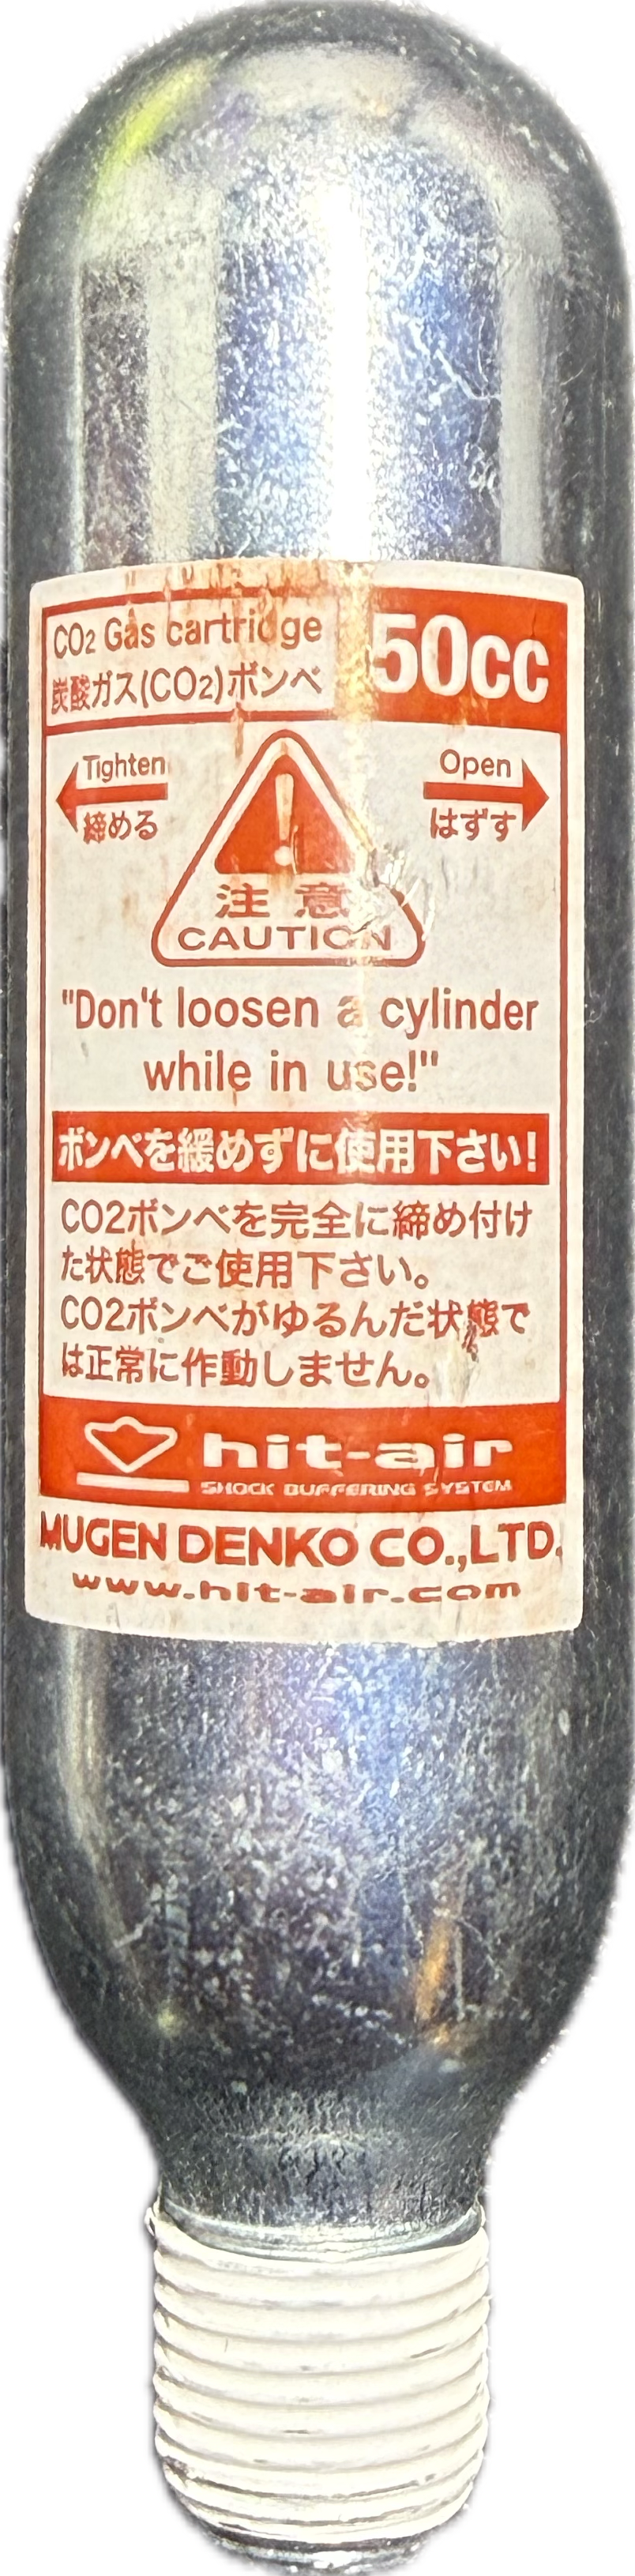 CO2 Gas cartridge
炭酸ガス(CO2)ボンベ
50cc
Tighten
締める
Open
はずす
注意
CAUTION
"Don't loosen a cylinder
while in use!"
ボンベを緩めずに使用下さい!
CO2ボンベを完全に締め付け
た状態でご使用下さい。
CO2ボンベがゆるんだ状態で
は正常に作動しません。
hit-air
SHOCK BUFFERING SYSTEM
MUGEN DENKO CO.,LTD.
www.hit-air.com